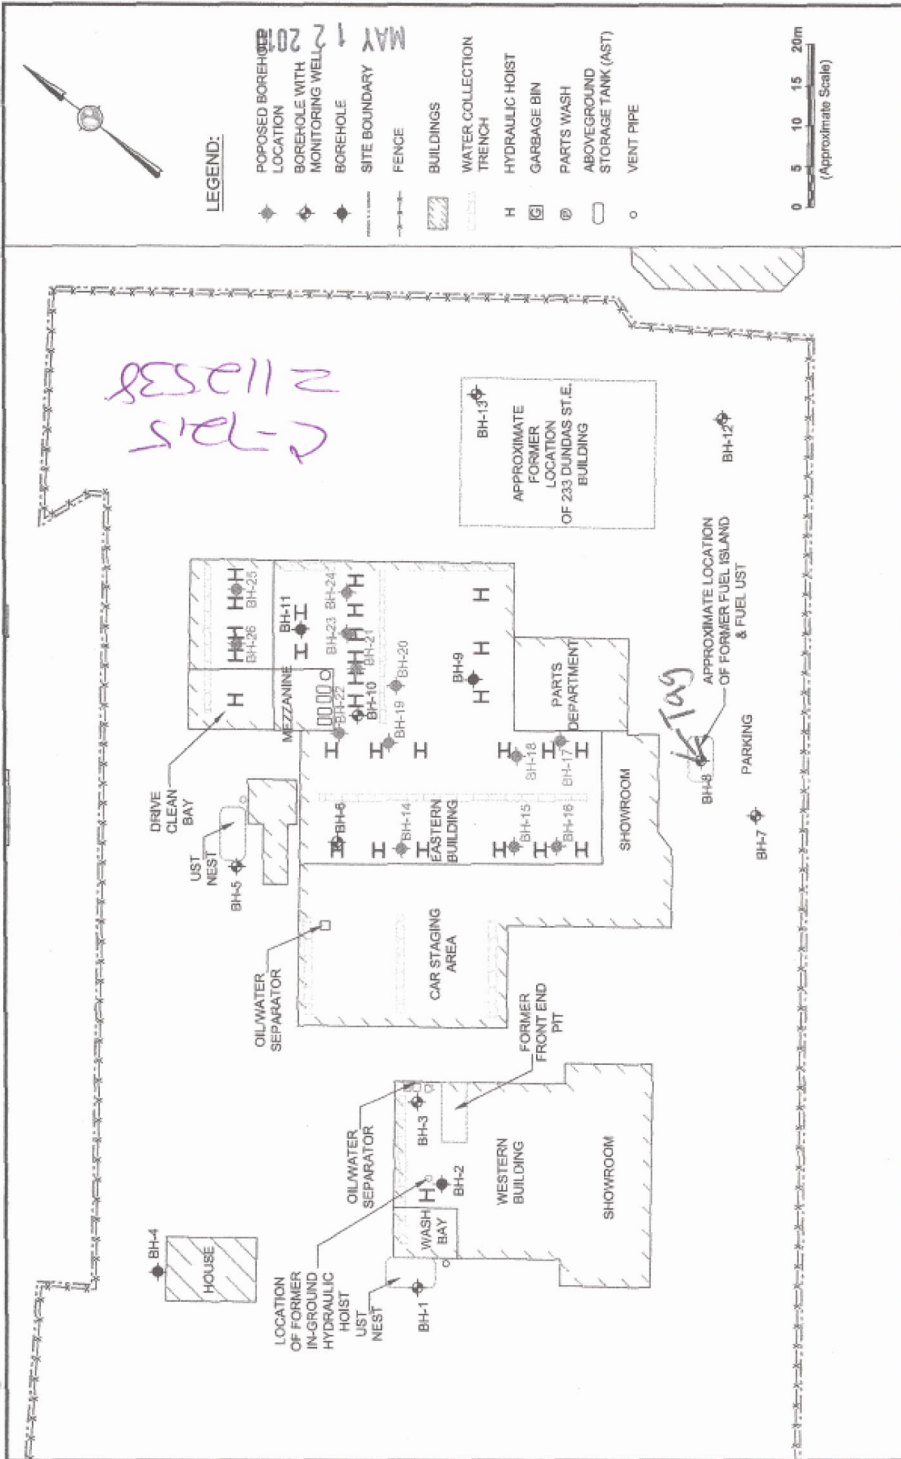 LEGEND:
POPOSED BOREHOLE
LOCATION
BOREHOLE WITH
MONITORING WELL
BOREHOLE
SITE BOUNDARY
FENCE
BUILDINGS
WATER COLLECTION
TRENCH
H HYDRAULIC HOIST
G GARBAGE BIN
P PARTS WASH
ABOVEGROUND
STORAGE TANK (AST)
VENT PIPE
MAY 12
0 5 10 15 20m
(Approximate Scale)
Z112538
C-7215
BH-4
HOUSE
LOCATION
OF FORMER
IN-GROUND
HYDRAULIC
HOIST
UST
NEST
BH-1
WASH
BAY
H
BH-2
BH-3
OIL/WATER
SEPARATOR
FORMER
FRONT END
PIT
WESTERN
BUILDING
SHOWROOM
OIL/WATER
SEPARATOR
CAR STAGING
AREA
UST
NEST
BH-5
DRIVE
CLEAN
BAY
H
H H
BH-26
H H
BH-25
MEZZANINE
BH-11
H H
BH-22
BH-10
BH-21
BH-23
BH-24
H H H H H
BH-19
BH-20
BH-6
H H H H H
BH-14
EASTERN
BUILDING
BH-15
BH-16
H H H H H
BH-18
BH-17
BH-9
H H H
PARTS
DEPARTMENT
SHOWROOM
BH-13
APPROXIMATE
FORMER
LOCATION
OF 233 DUNDAS ST.E.
BUILDING
BH-12
Tag
APPROXIMATE LOCATION
OF FORMER FUEL ISLAND
& FUEL UST
BH-8
PARKING
BH-7